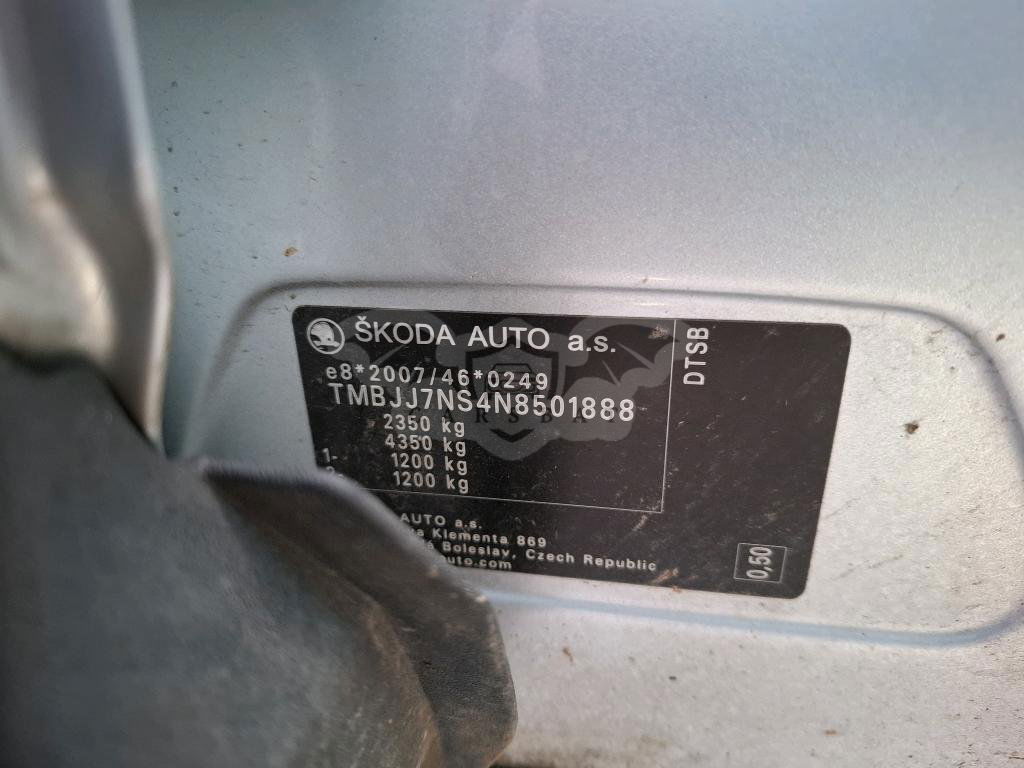 ŠKODA AUTO a.s.
e8*2007/46*0249
TMBJJ7NS4N8501888
2350 kg
4350 kg
1- 1200 kg
1200 kg
DTSB
AUTO a.s.
Klementa 869
Boleslav, Czech Republic
auto.com
0,50
CARSBAT